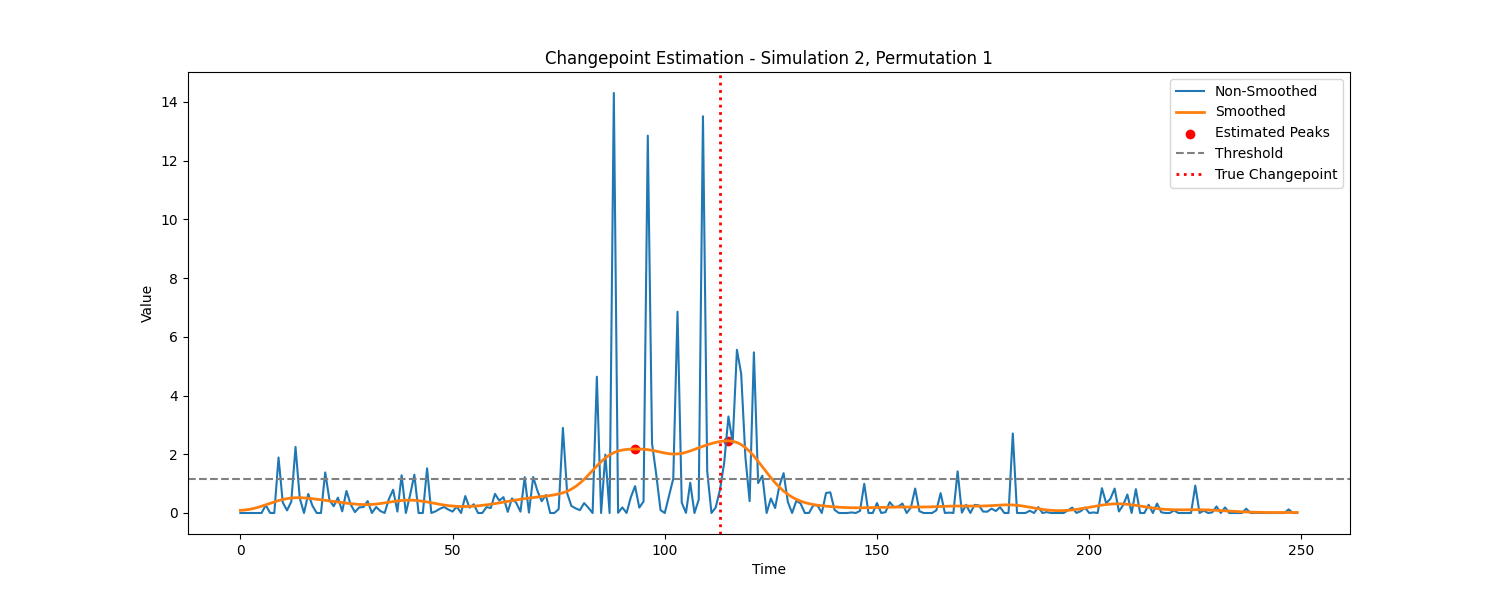 Changepoint Estimation - Simulation 2, Permutation 1
Non-Smoothed
Smoothed
Estimated Peaks
Threshold
True Changepoint
14
12
10
8
6
4
2
0
Value
0
50
100
150
200
250
Time